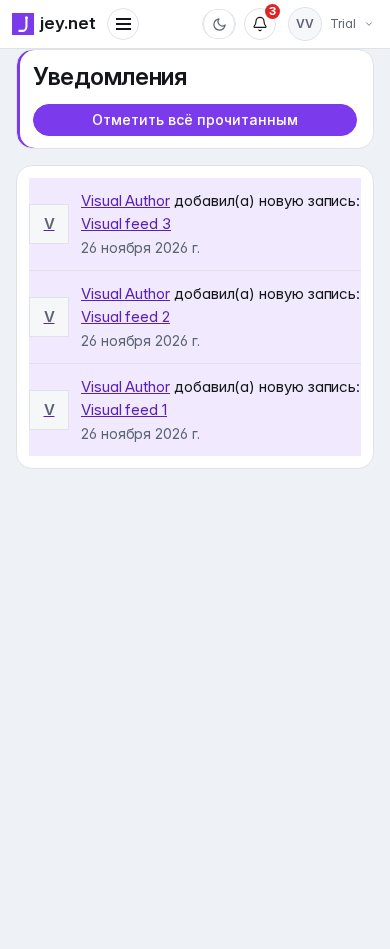 J jey.net 3 VV Trial
Уведомления
Отметить всё прочитанным
Visual Author добавил(а) новую запись:
V Visual feed 3
26 ноября 2026 г.
Visual Author добавил(а) новую запись:
V Visual feed 2
26 ноября 2026 г.
Visual Author добавил(а) новую запись:
V Visual feed 1
26 ноября 2026 г.